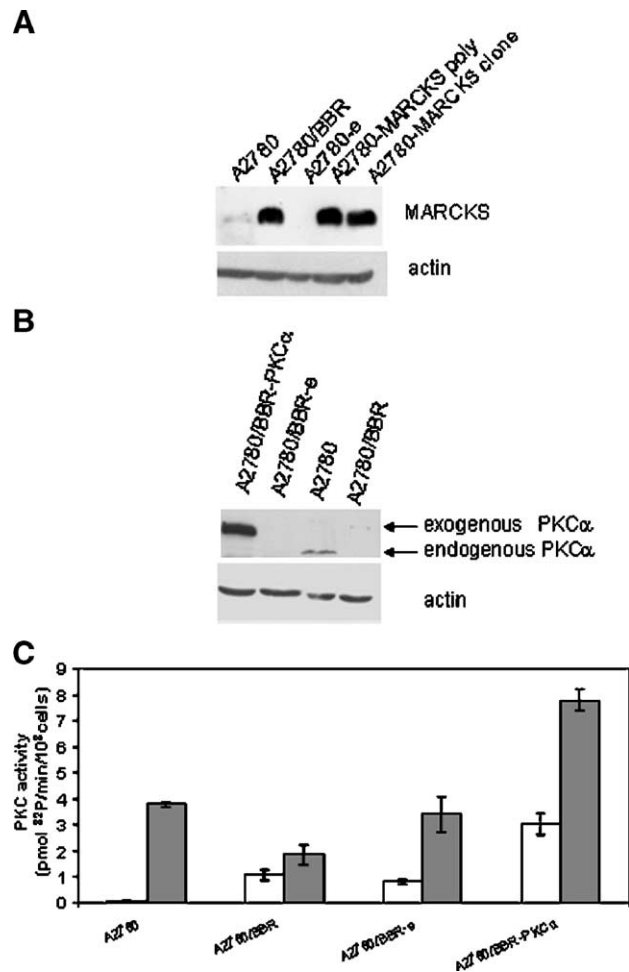 A
A2780
A2780/BBR
A2780-e
A2780-MARCKS poly
A2780-MARCKS clone
MARCKS
actin
B
A2780/BBR-PKCα
A2780/BBR-e
A2780
A2780/BBR
exogenous PKCα
endogenous PKCα
actin
C
PKC activity
(pmol ³²P/min/10⁶cells)
9
8
7
6
5
4
3
2
1
0
A2780
A2780/BBR
A2780/BBR-e
A2780/BBR-PKCα